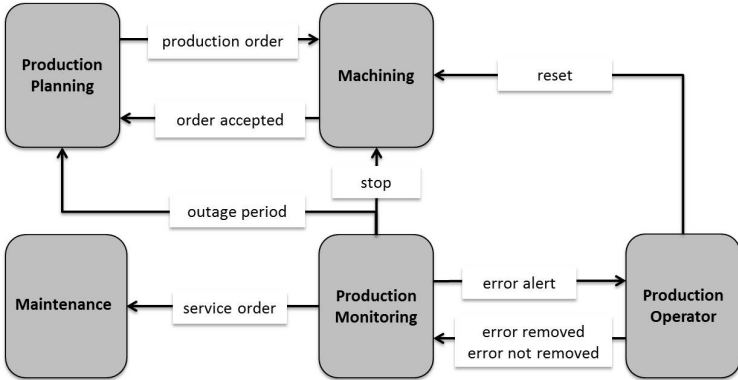 Production
Planning
production order
Machining
reset
order accepted
stop
outage period
Maintenance
service order
Production
Monitoring
error alert
error removed
error not removed
Production
Operator